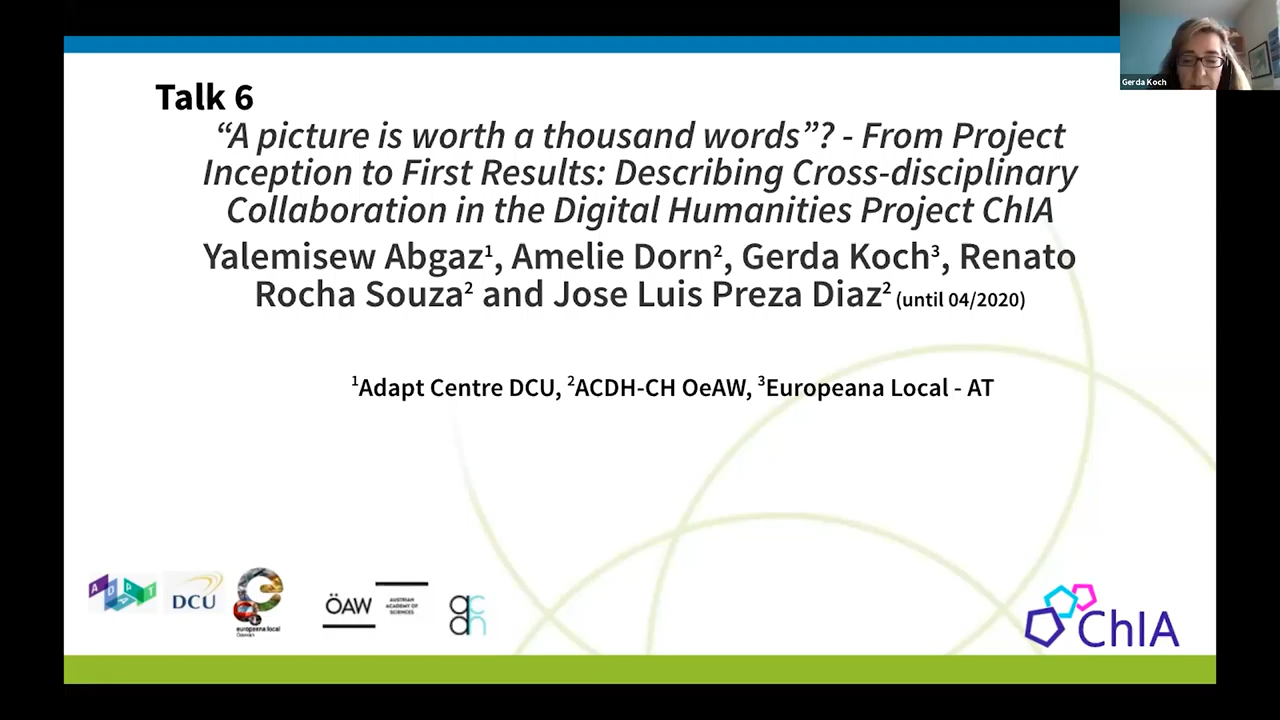 Gerda Koch
Talk 6
“A picture is worth a thousand words”? - From Project
Inception to First Results: Describing Cross-disciplinary
Collaboration in the Digital Humanities Project ChIA
Yalemisew Abgaz¹, Amelie Dorn², Gerda Koch³, Renato
Rocha Souza² and Jose Luis Preza Diaz² (until 04/2020)
¹Adapt Centre DCU, ²ACDH-CH OeAW, ³Europeana Local - AT
ADAPT
DCU
europeana local
ÖAW
AUSTRIAN
ACADEMY OF
SCIENCES
ac
dh
ChIA